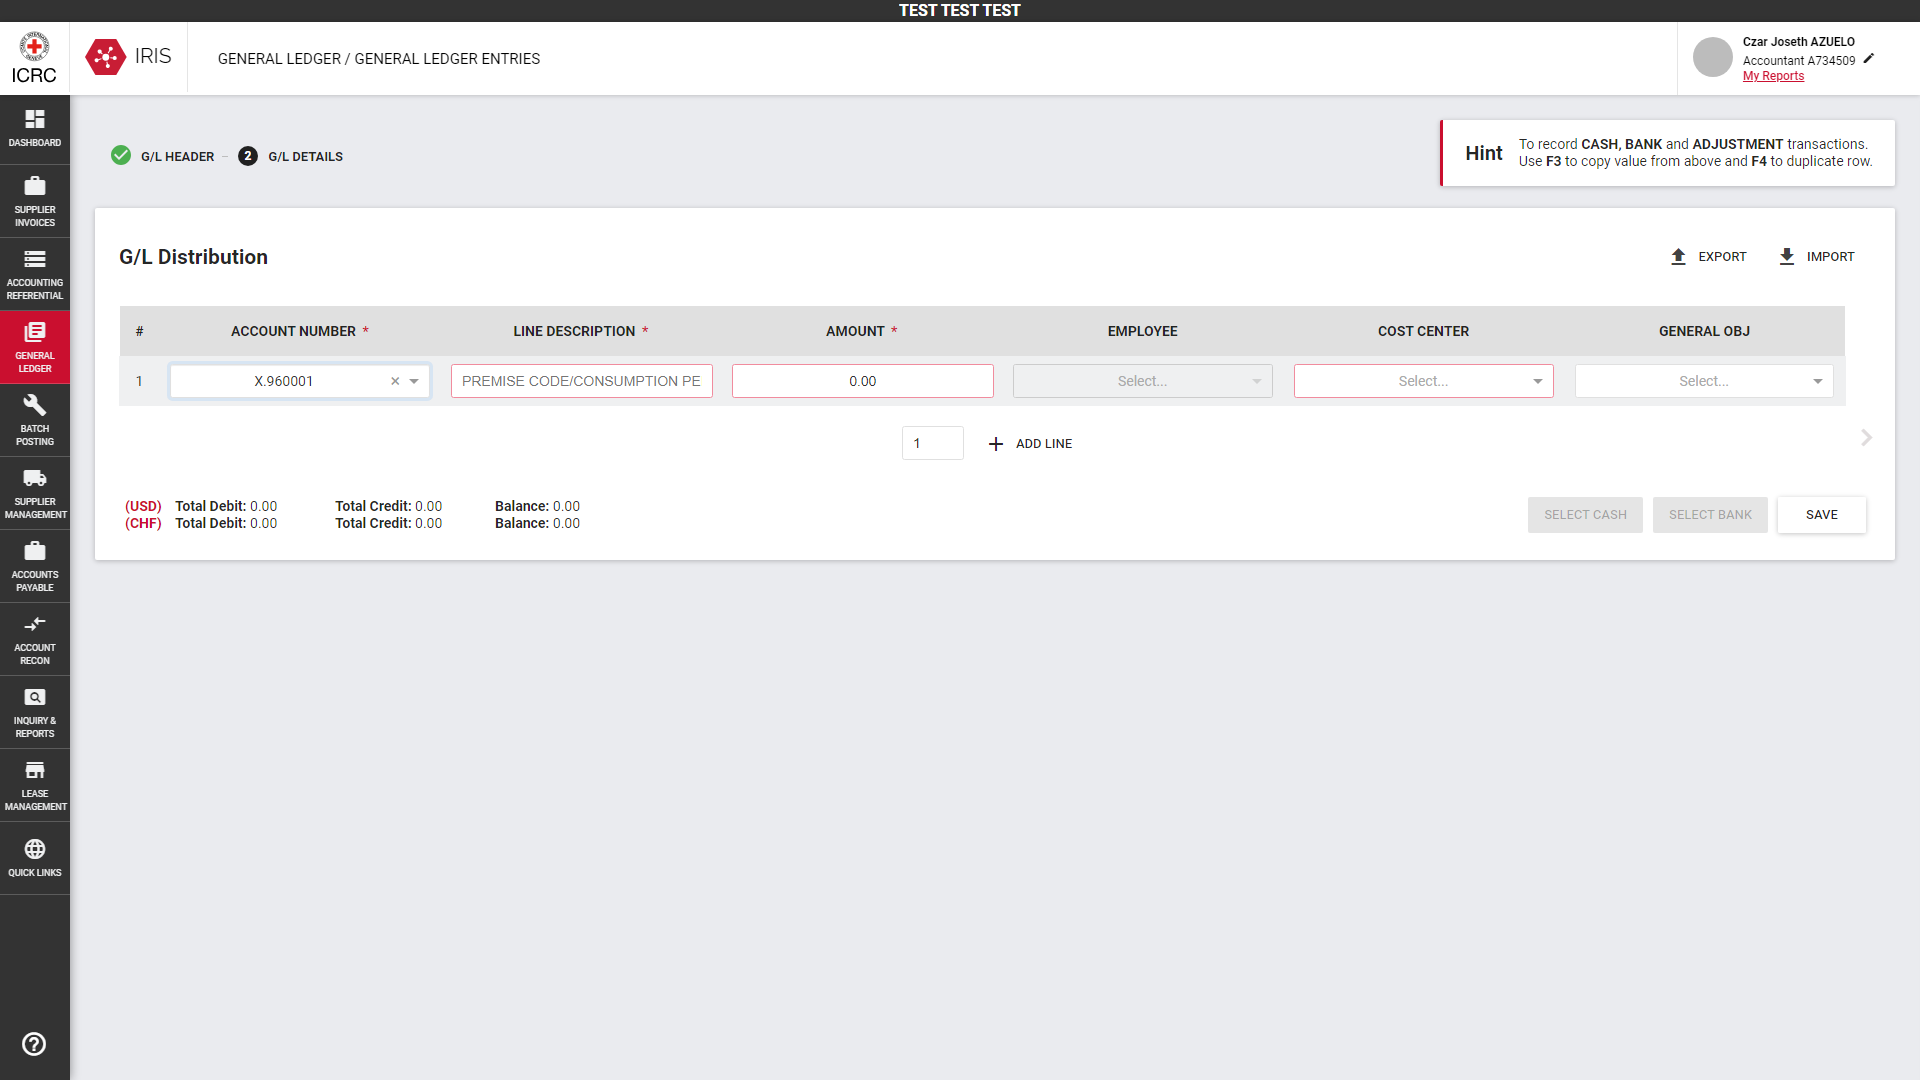 TEST TEST TEST
ICRC
IRIS
GENERAL LEDGER / GENERAL LEDGER ENTRIES
Czar Joseth AZUELO
Accountant A734509
My Reports
DASHBOARD
SUPPLIER
INVOICES
ACCOUNTING
REFERENTIAL
GENERAL
LEDGER
BATCH
POSTING
SUPPLIER
MANAGEMENT
ACCOUNTS
PAYABLE
ACCOUNT
RECON
INQUIRY &
REPORTS
LEASE
MANAGEMENT
QUICK LINKS
G/L HEADER – 2 G/L DETAILS
Hint
To record CASH, BANK and ADJUSTMENT transactions.
Use F3 to copy value from above and F4 to duplicate row.
G/L Distribution
EXPORT IMPORT
# ACCOUNT NUMBER * LINE DESCRIPTION * AMOUNT * EMPLOYEE COST CENTER GENERAL OBJ
1 X.960001 × PREMISE CODE/CONSUMPTION PE 0.00 Select... Select... Select...
1 + ADD LINE
(USD) Total Debit: 0.00 Total Credit: 0.00 Balance: 0.00
(CHF) Total Debit: 0.00 Total Credit: 0.00 Balance: 0.00
SELECT CASH SELECT BANK SAVE